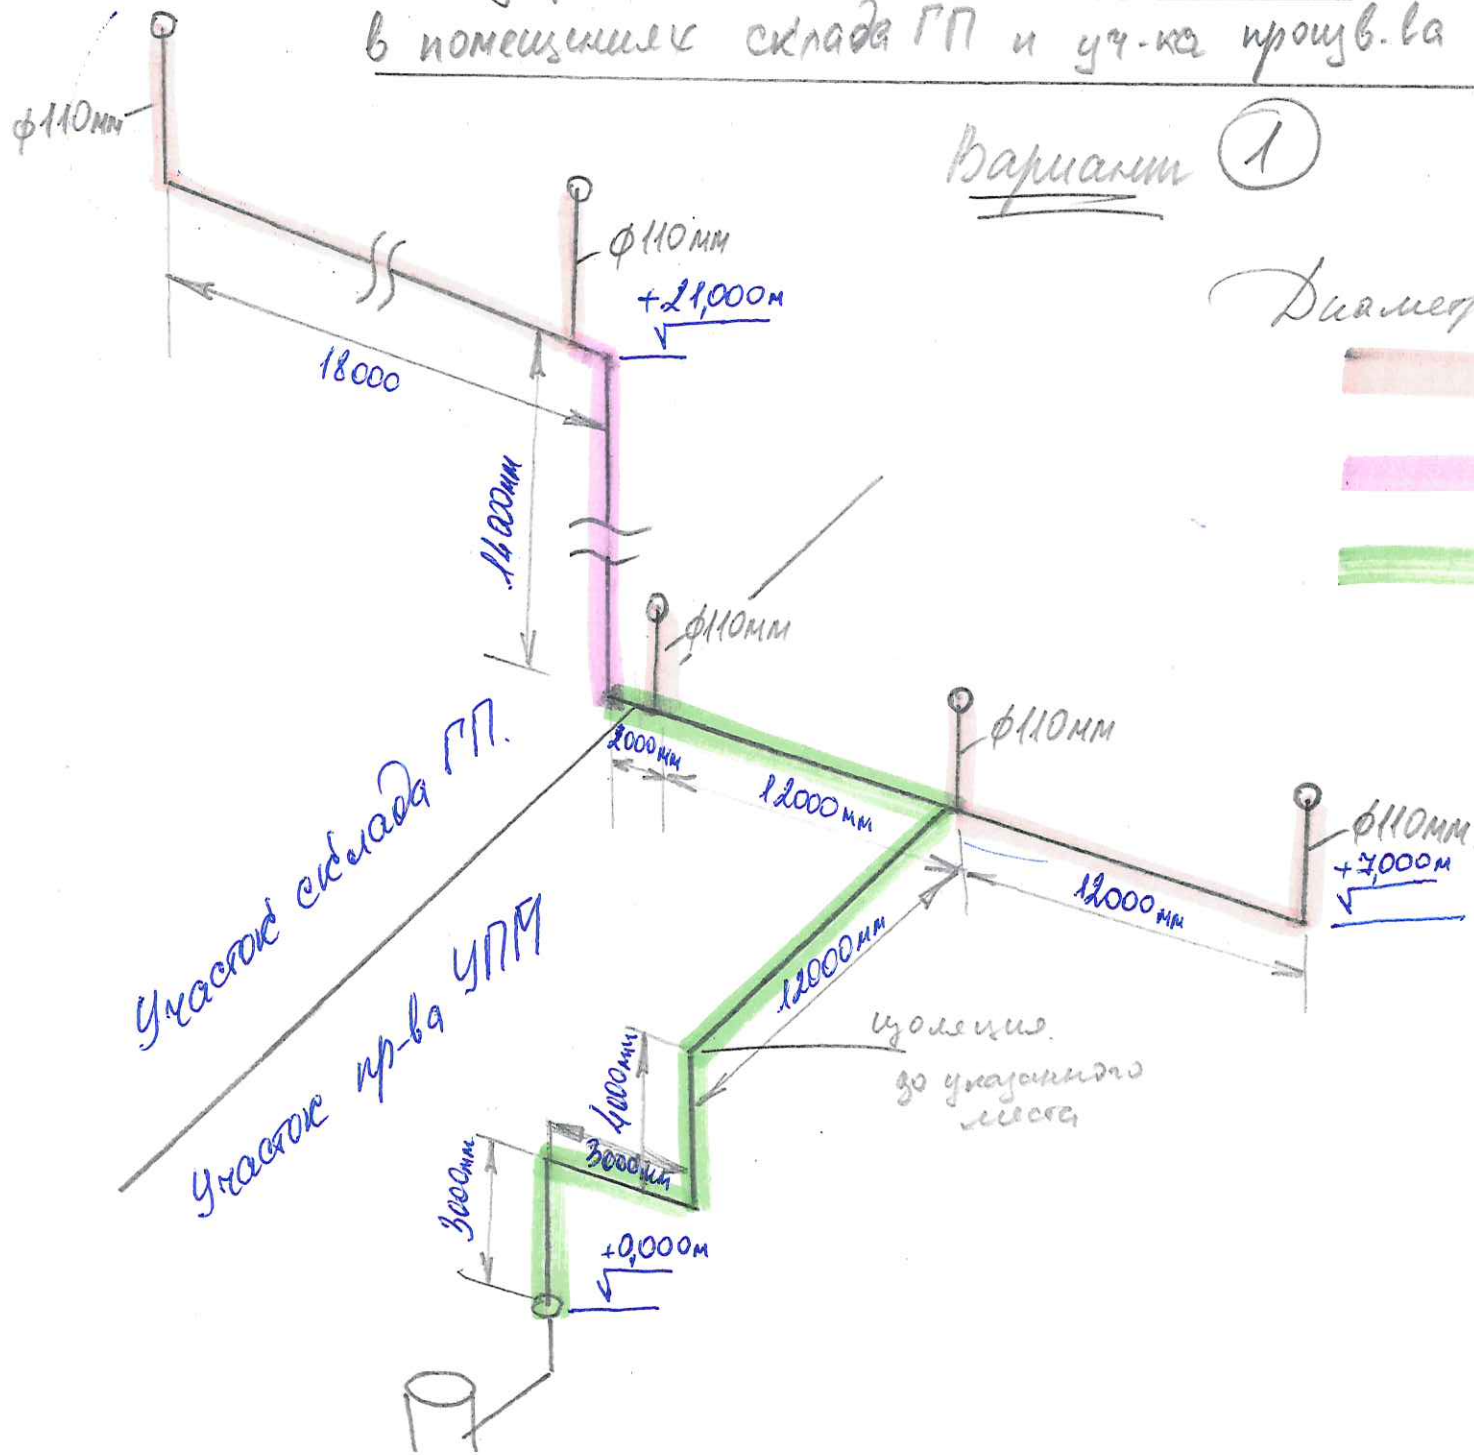 в помещениях склада ГП и уч-ка произв.ва
Вариант 1
ф110мм
ф110мм
+21,000м
Диамет
18000
14000мм
ф110мм
2000мм
12000мм
ф110мм
ф110мм
+7,000м
12000мм
12000мм
Участок склада ГП.
Участок пр-ва УПМ
изоляция
до указанного
места
4000мм
3000мм
3000мм
+0,000м